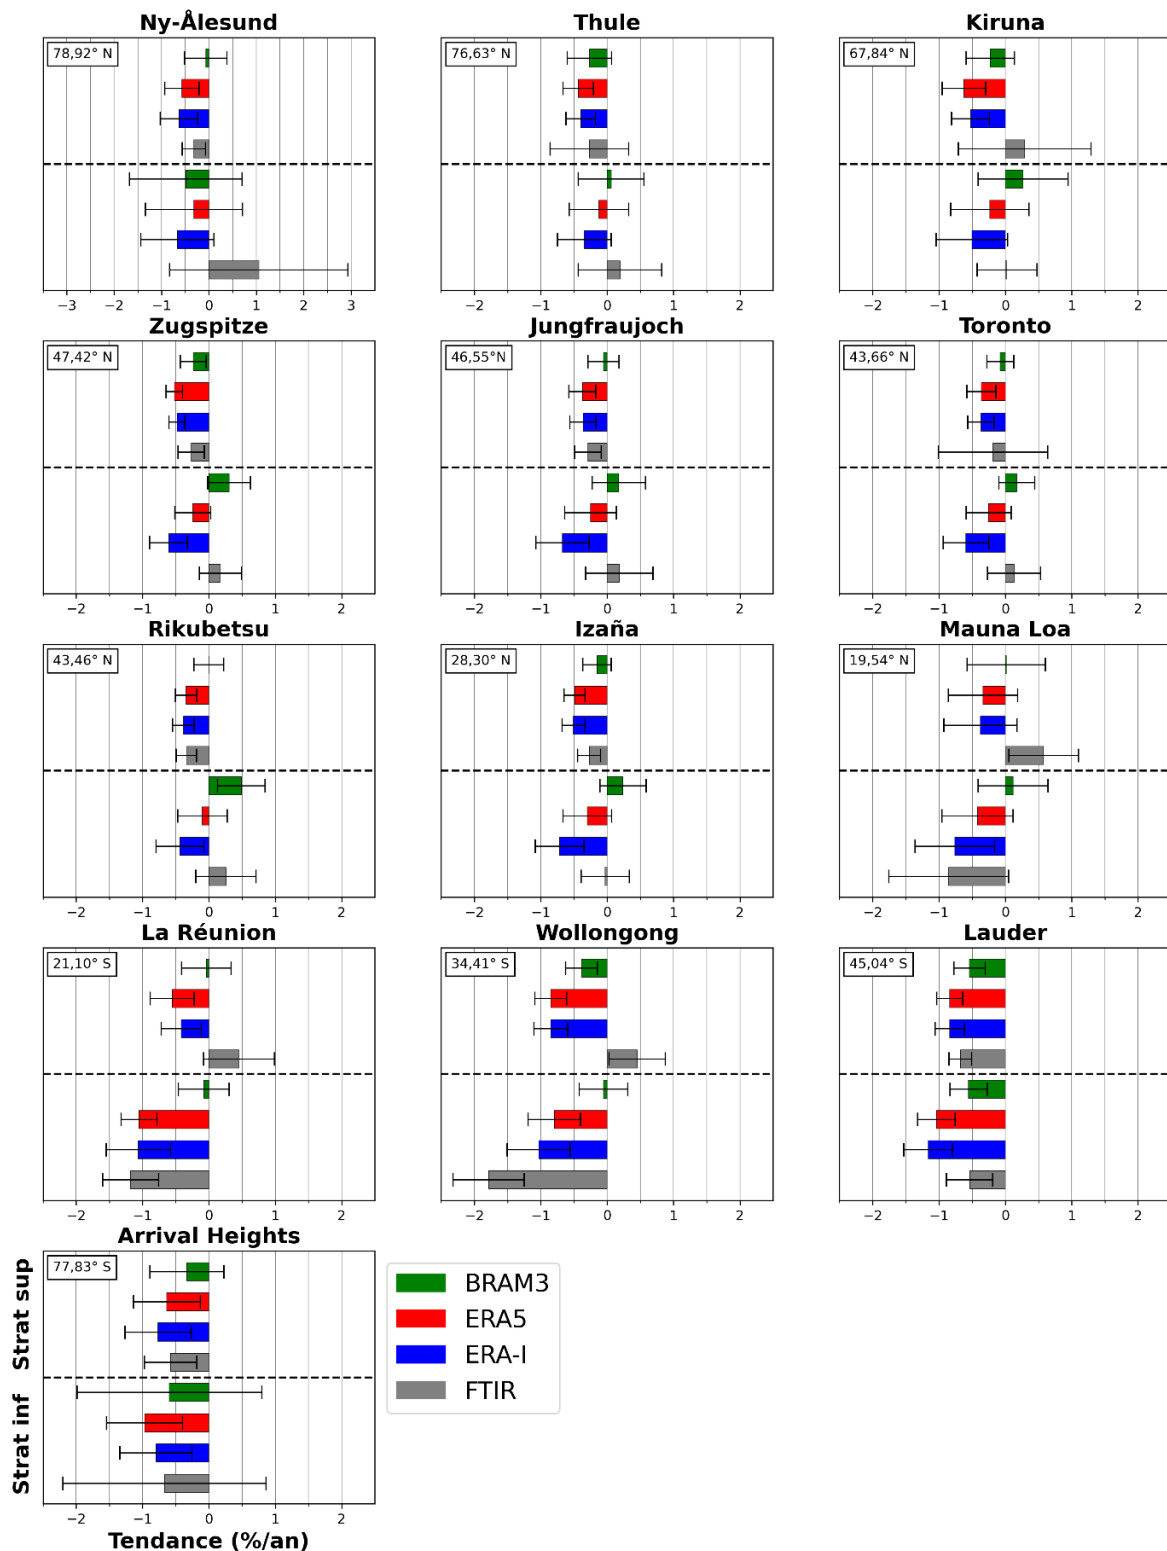 Ny-Ålesund
78,92° N
−3 −2 −1 0 1 2 3
Thule
76,63° N
−2 −1 0 1 2
Kiruna
67,84° N
−2 −1 0 1 2
Zugspitze
47,42° N
−2 −1 0 1 2
Jungfraujoch
46,55°N
−2 −1 0 1 2
Toronto
43,66° N
−2 −1 0 1 2
Rikubetsu
43,46° N
−2 −1 0 1 2
Izaña
28,30° N
−2 −1 0 1 2
Mauna Loa
19,54° N
−2 −1 0 1 2
La Réunion
21,10° S
−2 −1 0 1 2
Wollongong
34,41° S
−2 −1 0 1 2
Lauder
45,04° S
−2 −1 0 1 2
Arrival Heights
77,83° S
Strat sup
Strat inf
−2 −1 0 1 2
Tendance (%/an)
BRAM3
ERA5
ERA-I
FTIR